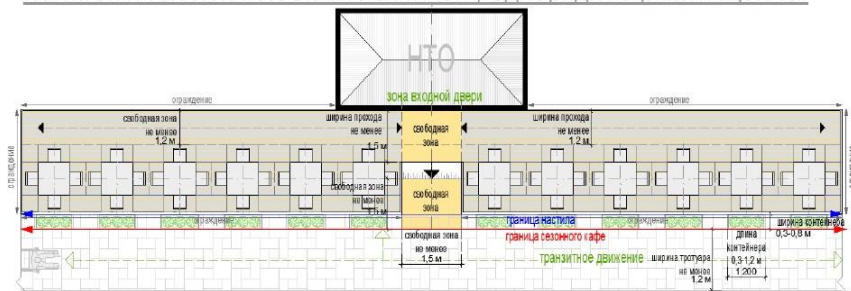 НТО
зона входной двери
ограждение
ограждение
свободная зона
не менее
1,2 м
ширина прохода
не менее
1,5 м
свободная
зона
ширина прохода
не менее
1,2 м
ограждение
свободная зона
не менее
1,5 м
свободная
зона
ограждение
граница настила
ограждение
граница сезонного кафе
ширина контейнера
0,3-0,8 м
свободная зона
не менее
1,5 м
транзитное движение
ширина тротуара
не менее
1,2 м
длина
контейнера
0,3-1,2 м
1:200